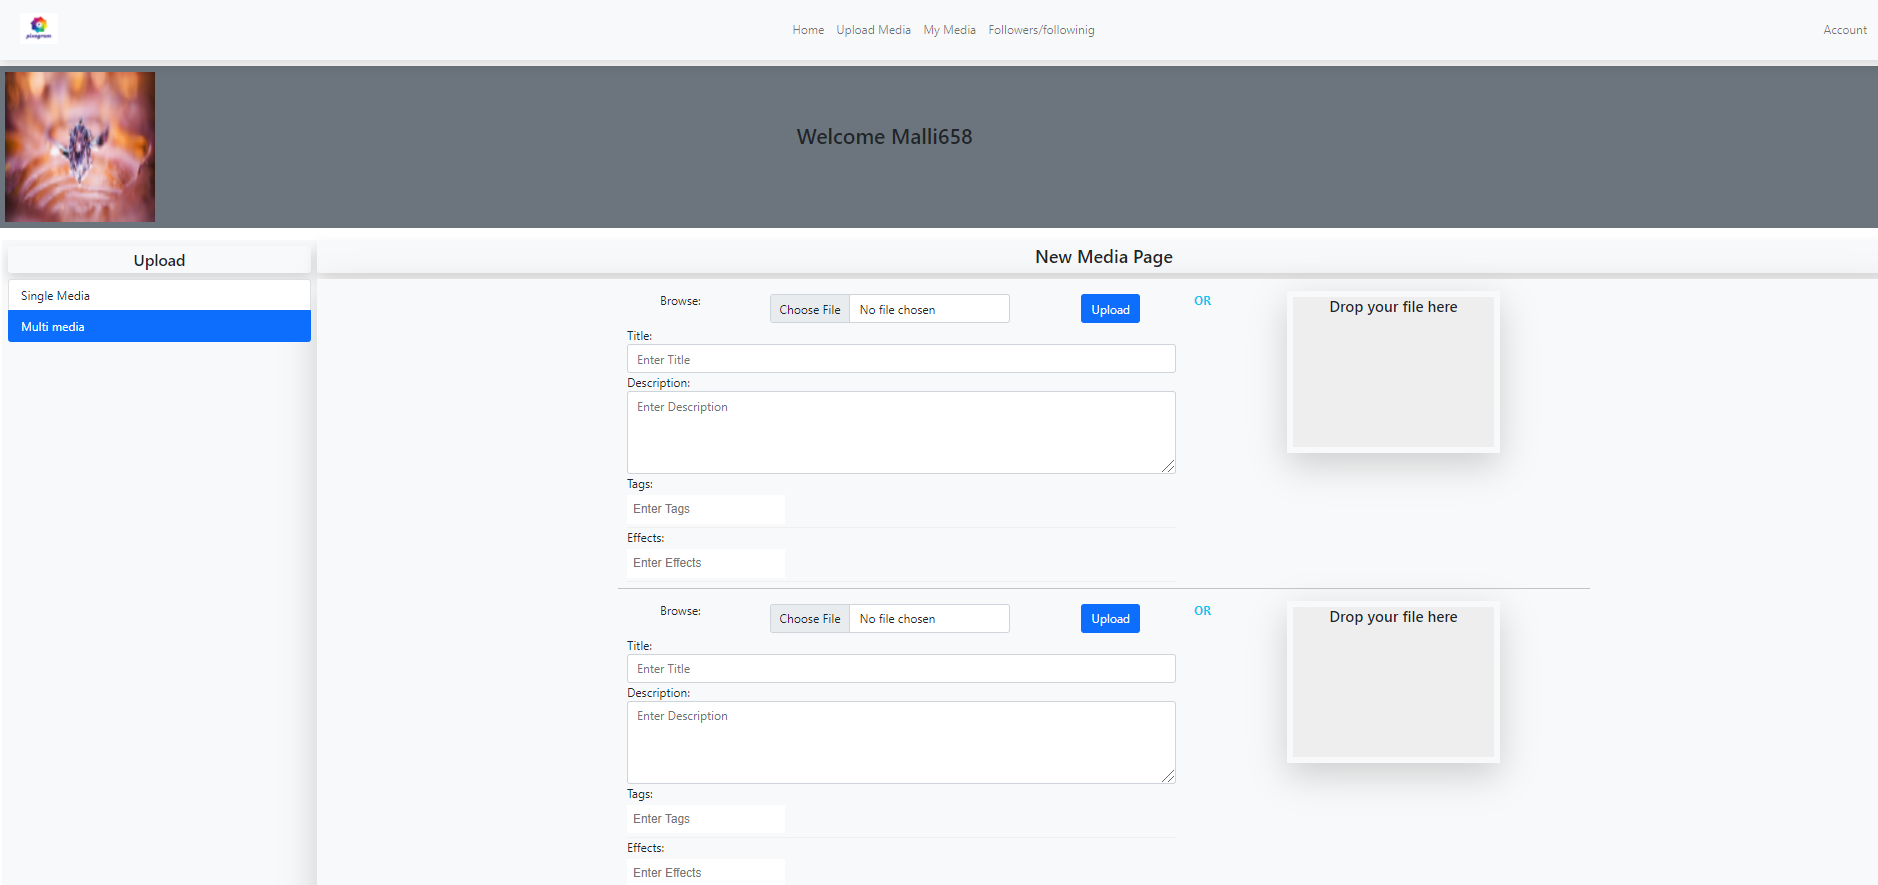 pixogram
Home Upload Media My Media Followers/followinig Account
Welcome Malli658
Upload
Single Media
Multi media
New Media Page
Browse: Choose File No file chosen Upload OR Drop your file here
Title:
Enter Title
Description:
Enter Description
Tags:
Enter Tags
Effects:
Enter Effects
Browse: Choose File No file chosen Upload OR Drop your file here
Title:
Enter Title
Description:
Enter Description
Tags:
Enter Tags
Effects:
Enter Effects